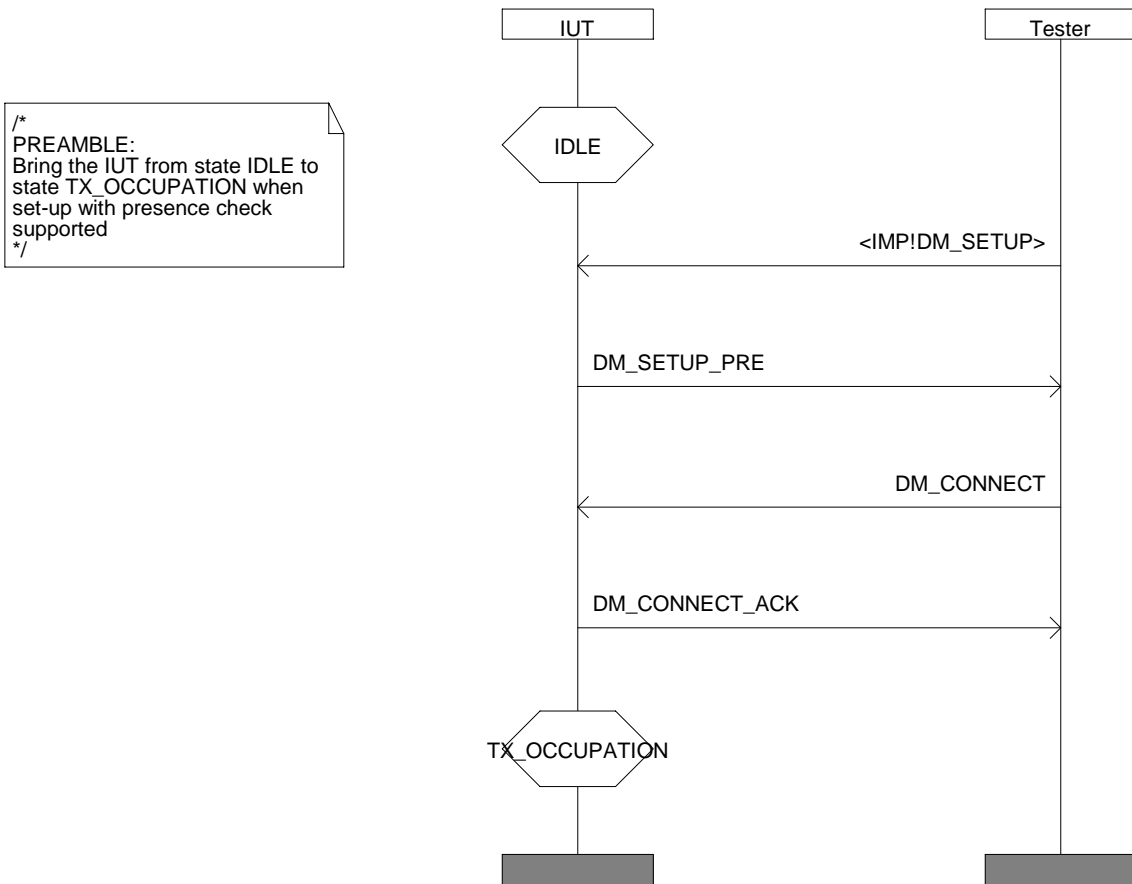 IUT
Tester
/*
PREAMBLE:
Bring the IUT from state IDLE to
state TX_OCCUPATION when
set-up with presence check
supported
*/
IDLE
<IMP!DM_SETUP>
DM_SETUP_PRE
DM_CONNECT
DM_CONNECT_ACK
TX_OCCUPATION